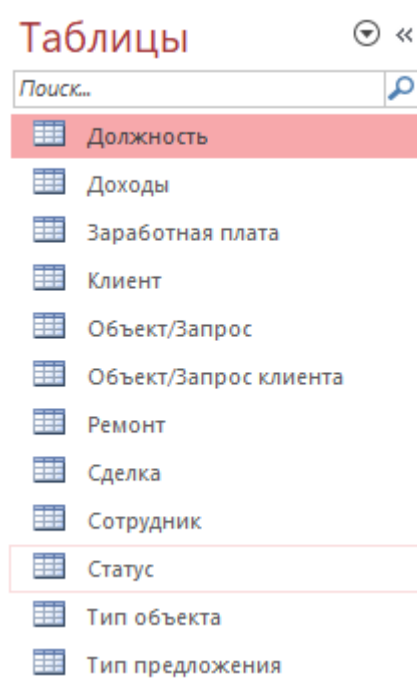 Таблицы «
Поиск...
Должность
Доходы
Заработная плата
Клиент
Объект/Запрос
Объект/Запрос клиента
Ремонт
Сделка
Сотрудник
Статус
Тип объекта
Тип предложения